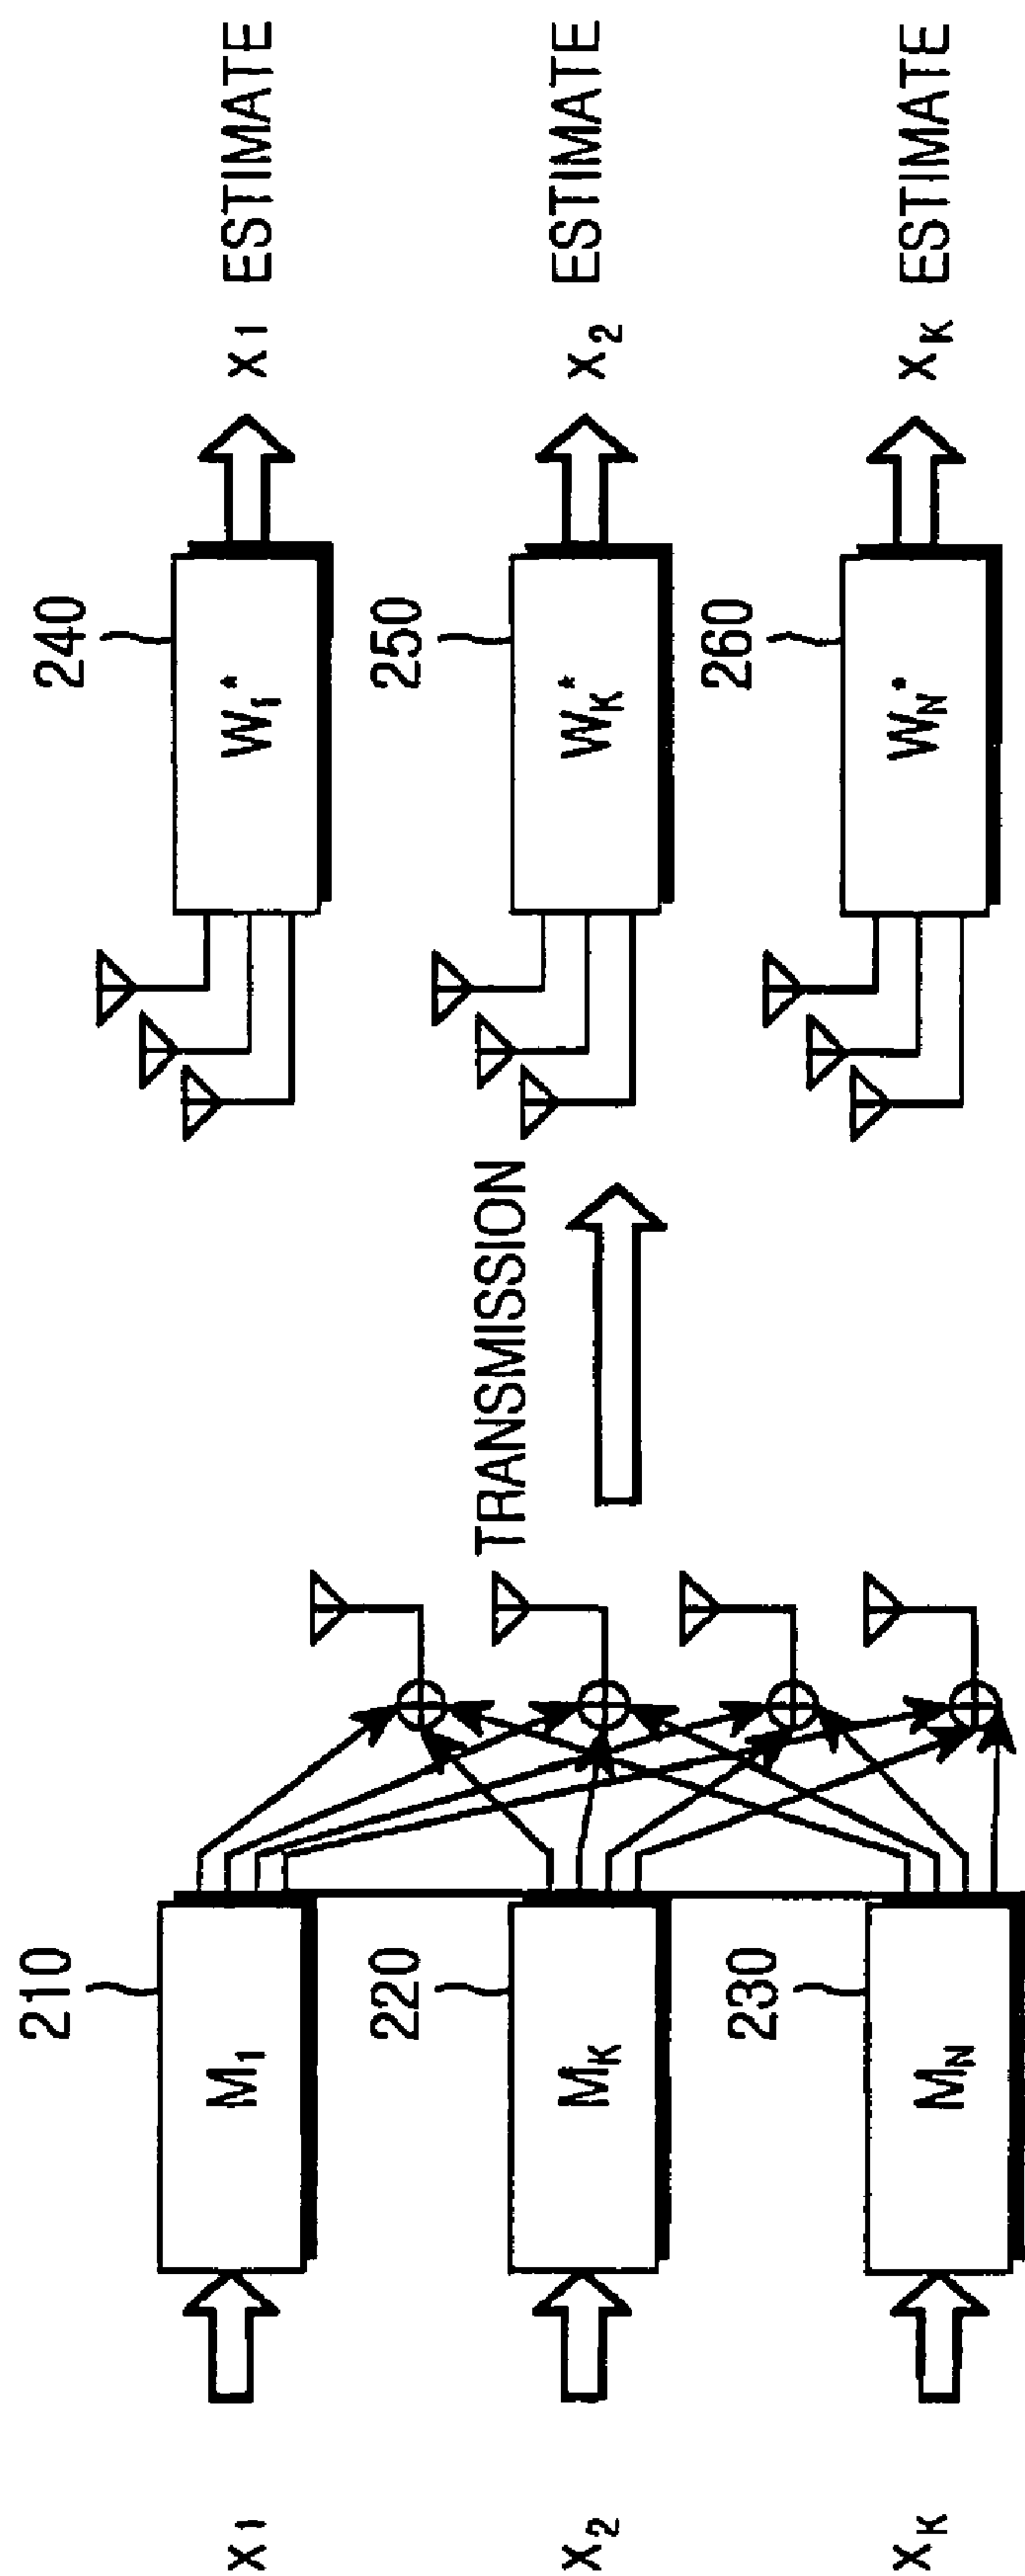 210
240
X1
M1
W1*
X1 ESTIMATE
TRANSMISSION
220
250
X2
MK
WK*
X2 ESTIMATE
230
260
XK
MN
WN*
XK ESTIMATE